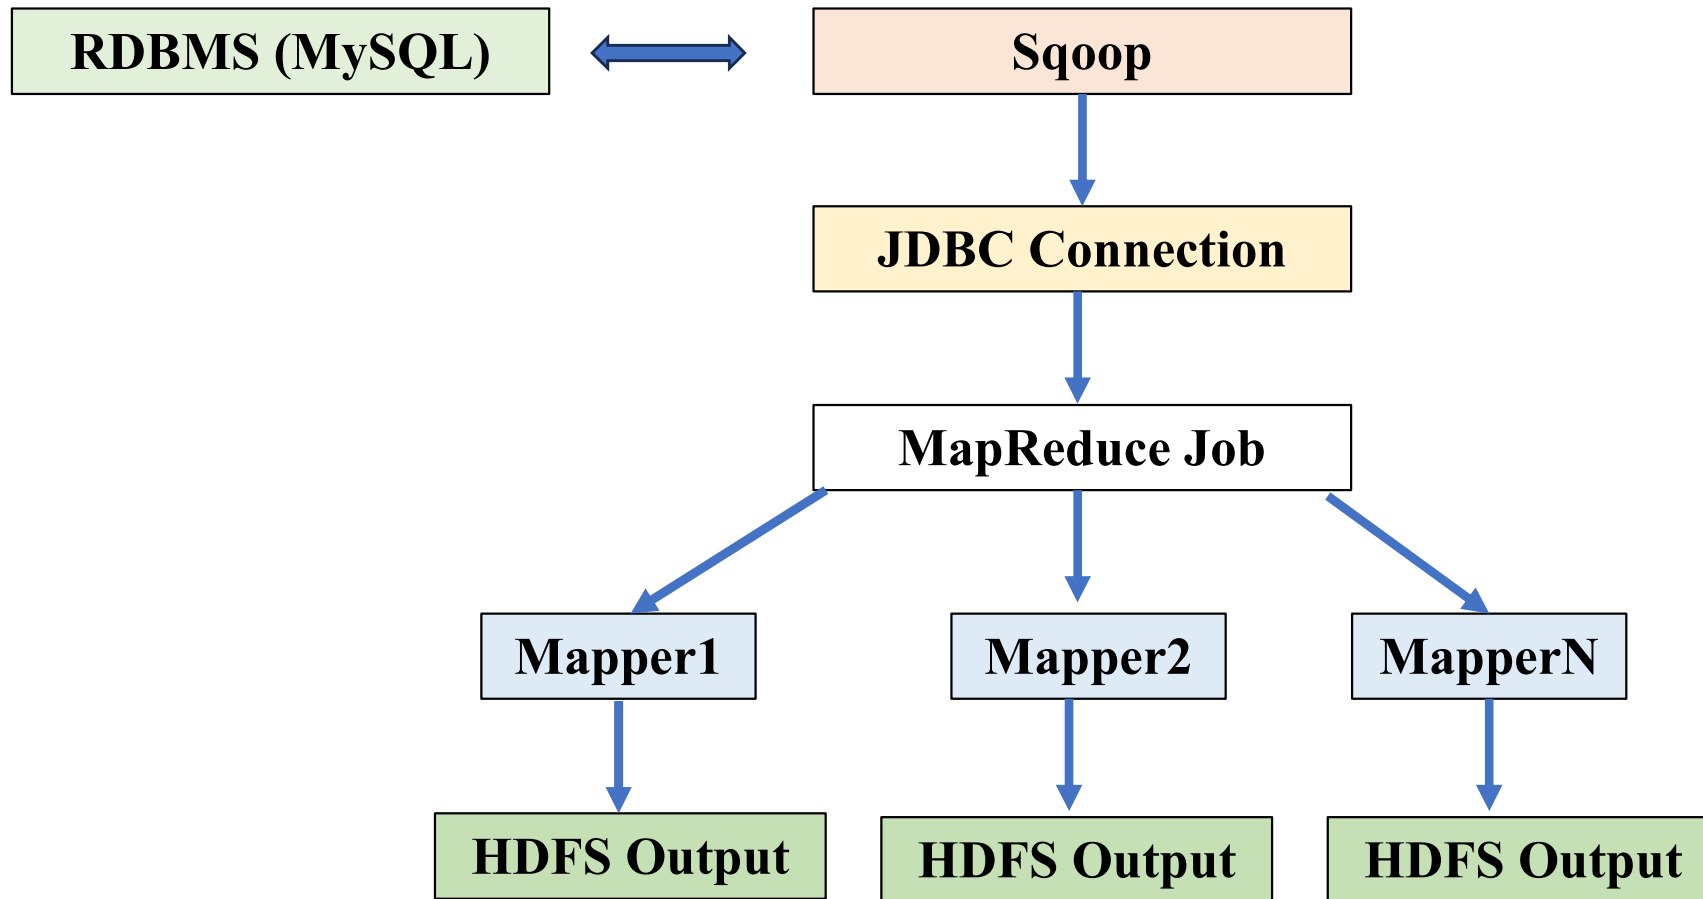 RDBMS (MySQL)
Sqoop
JDBC Connection
MapReduce Job
Mapper1
Mapper2
MapperN
HDFS Output
HDFS Output
HDFS Output